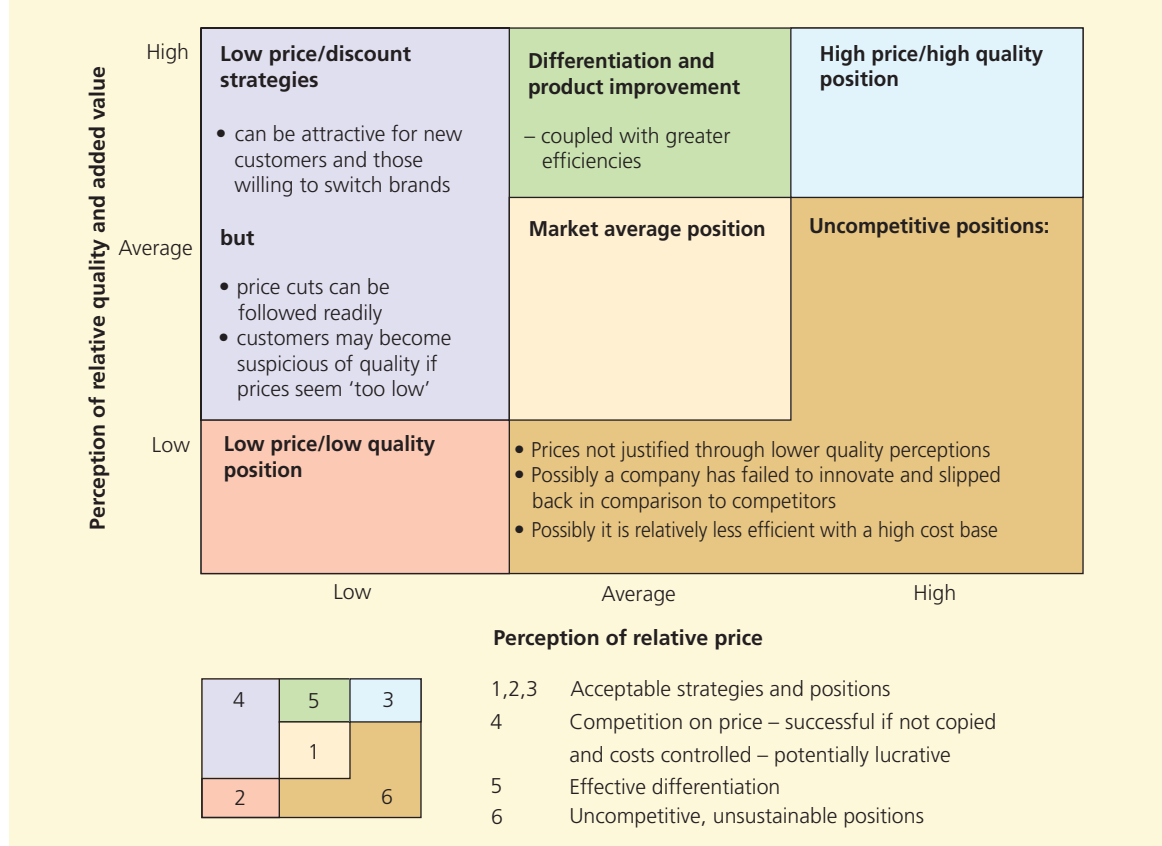 Perception of relative quality and added value
High
Average
Low
Low price/discount
strategies
• can be attractive for new
customers and those
willing to switch brands
but
• price cuts can be
followed readily
• customers may become
suspicious of quality if
prices seem ‘too low’
Differentiation and
product improvement
– coupled with greater
efficiencies
High price/high quality
position
Market average position
Uncompetitive positions:
Low price/low quality
position
• Prices not justified through lower quality perceptions
• Possibly a company has failed to innovate and slipped
back in comparison to competitors
• Possibly it is relatively less efficient with a high cost base
Low
Average
High
Perception of relative price
4
5
3
1
2
6
1,2,3 Acceptable strategies and positions
4 Competition on price – successful if not copied
and costs controlled – potentially lucrative
5 Effective differentiation
6 Uncompetitive, unsustainable positions